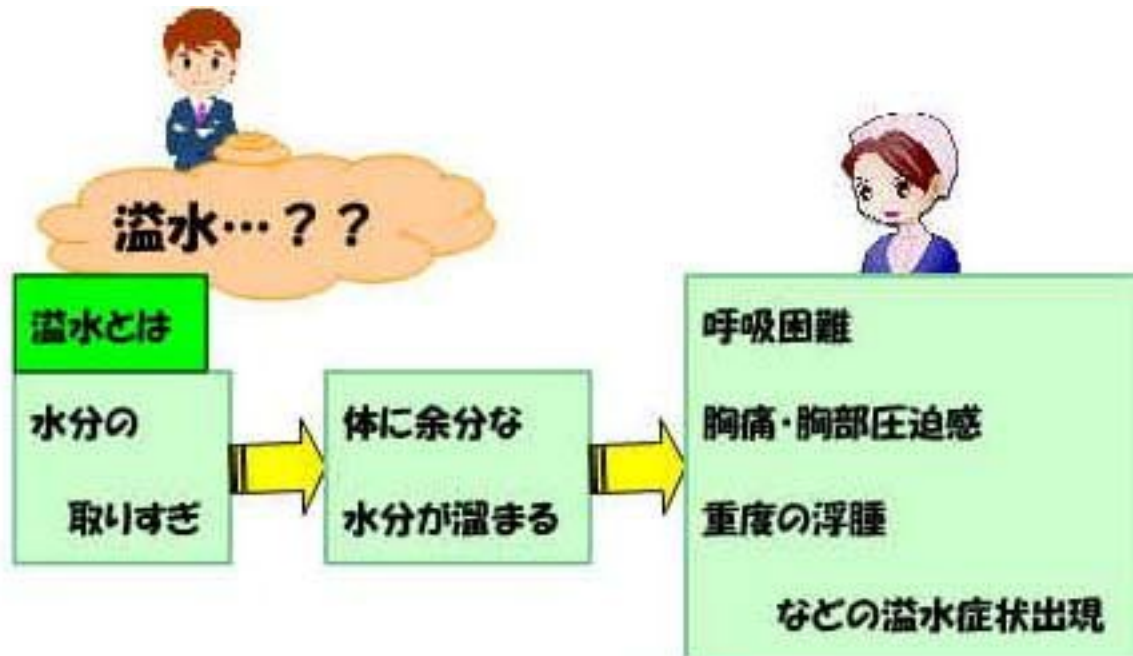 溢水…？？
溢水とは
水分の
取りすぎ
体に余分な
水分が溜まる
呼吸困難
胸痛・胸部圧迫感
重度の浮腫
などの溢水症状出現